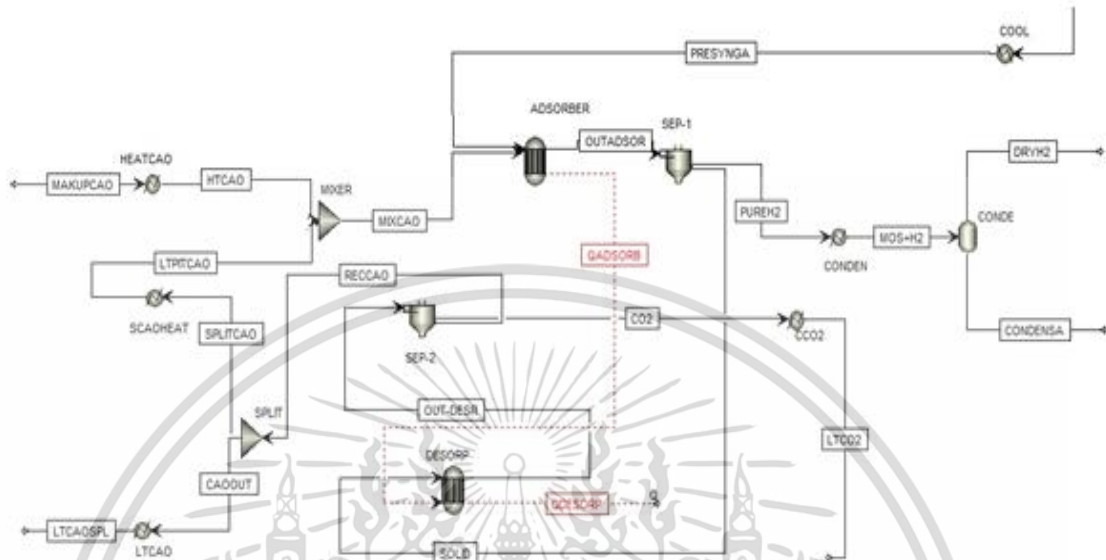 COOL
PRESYNGA
ADSORBER
SEP-1
OUTADSOR
DRYH2
HEATCAO
MAKUPCAO
HTCAO
MIXER
MIXCAO
PUREH2
CONDE
MOS+H2
CONDEN
QADSORB
LTPITCAO
RECCAO
SCAOHEAT
SPLITCAO
CO2
CCO2
CONDENSA
SEP-2
SPLIT
OUT-DESR
LTCO2
DESORP
CAOOUT
QDESORP
Q
LTCAOSPL
LTCAO
SOLID